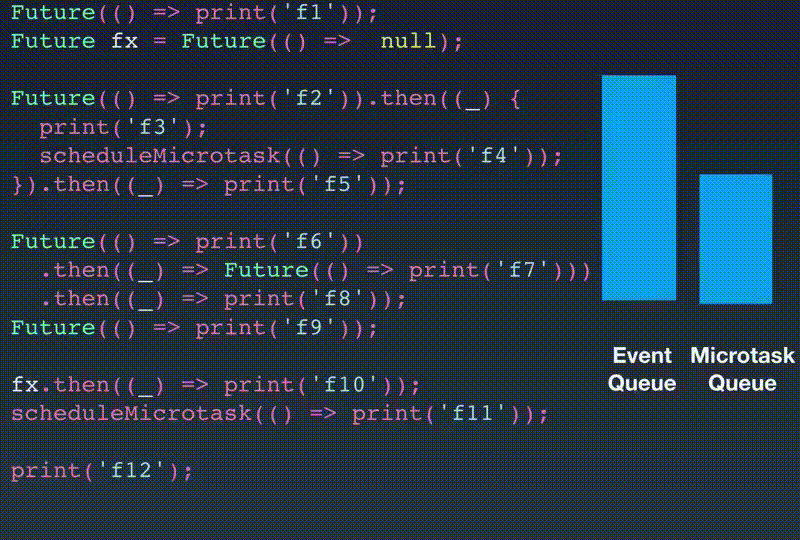 Future(() => print('f1'));
Future fx = Future(() =>  null);
Future(() => print('f2')).then((_) {
  print('f3');
  scheduleMicrotask(() => print('f4'));
}).then((_) => print('f5'));
Future(() => print('f6'))
  .then((_) => Future(() => print('f7')))
  .then((_) => print('f8'));
Future(() => print('f9'));
fx.then((_) => print('f10'));
scheduleMicrotask(() => print('f11'));
print('f12');
Event Queue
Microtask Queue